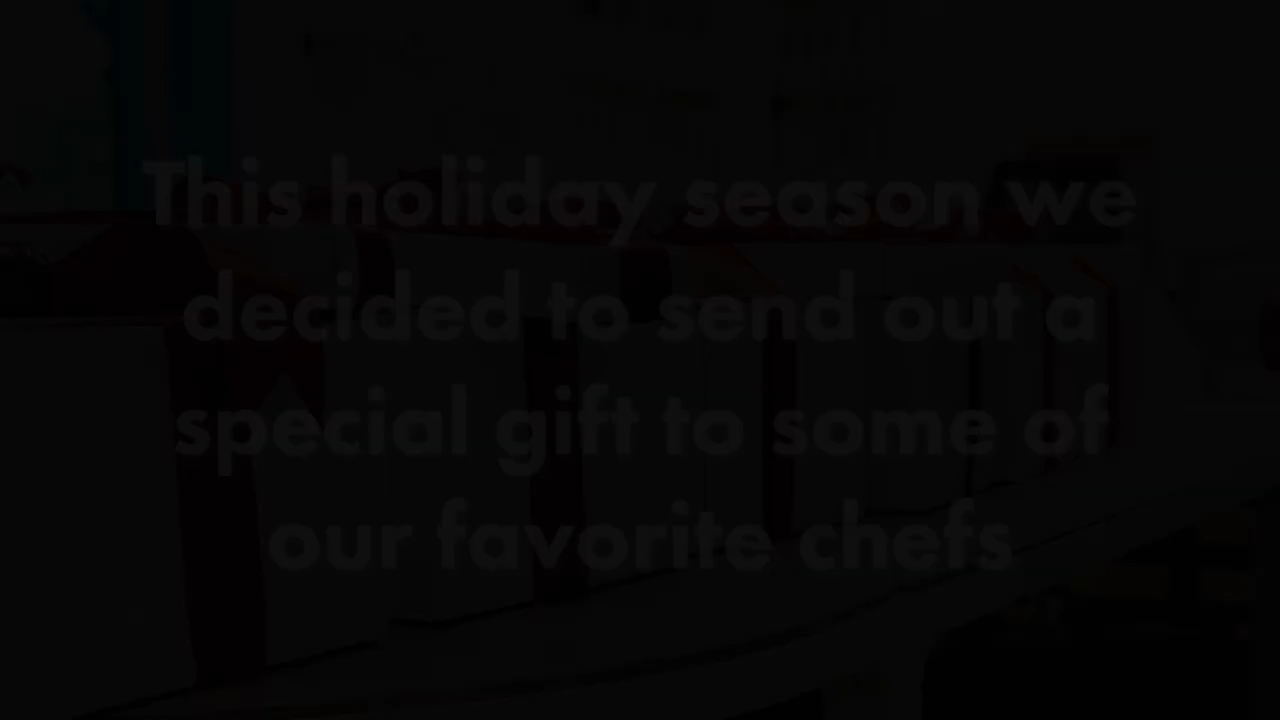 This holiday season we
decided to send out a
special gift to some of
our favorite chefs